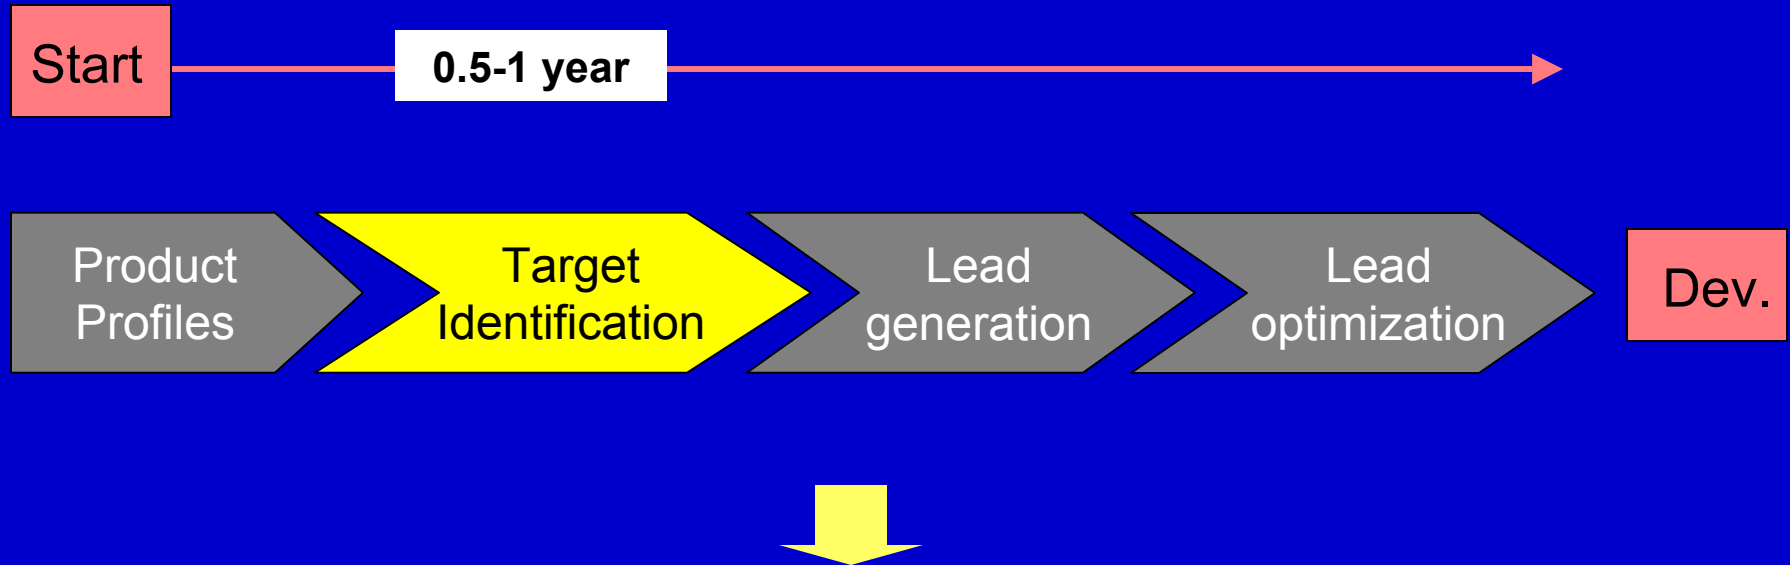 Start
0.5-1 year
Product
Profiles
Target
Identification
Lead
generation
Lead
optimization
Dev.